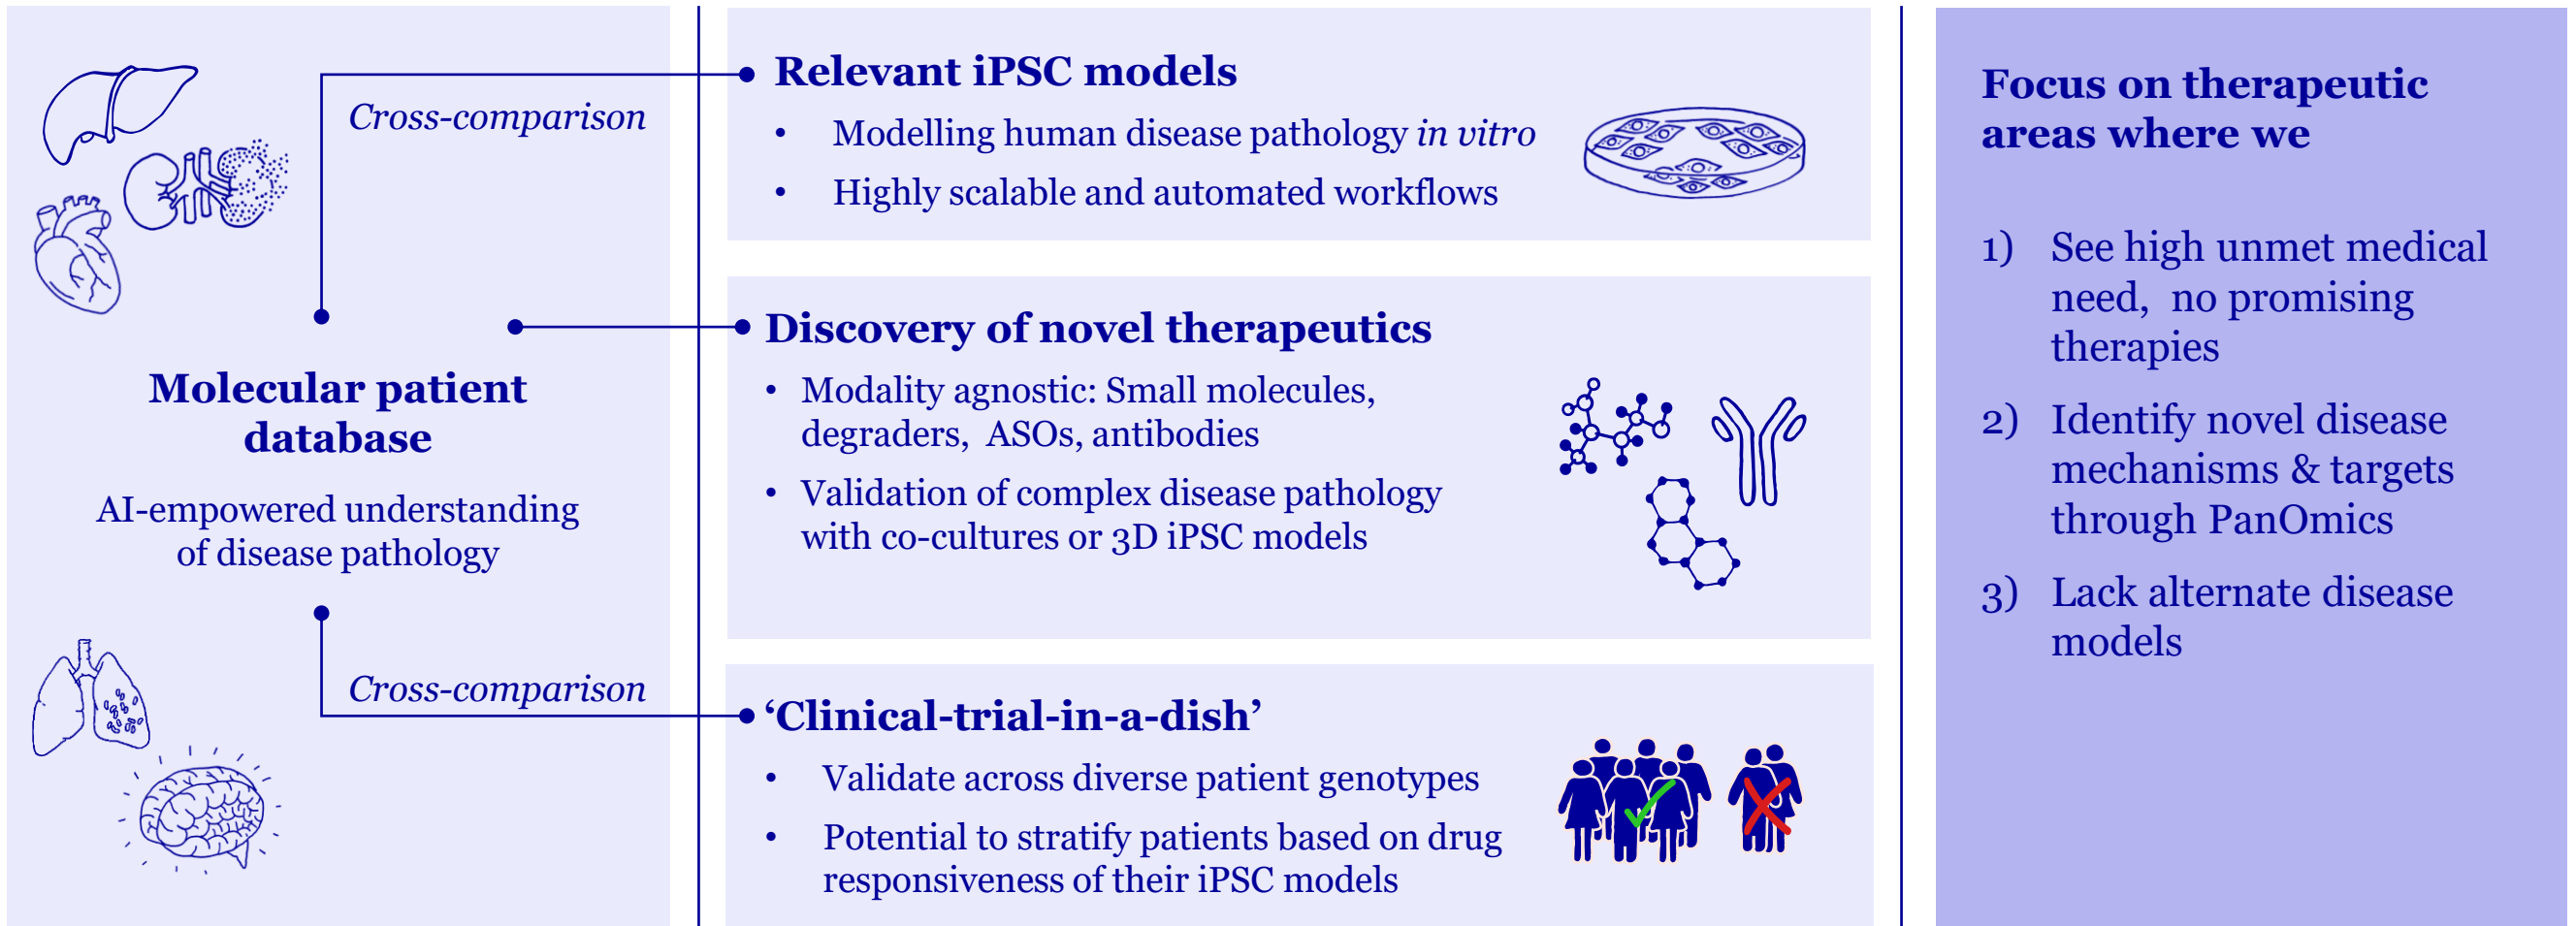 Cross-comparison
Molecular patient
database
AI-empowered understanding
of disease pathology
Cross-comparison
Relevant iPSC models
• Modelling human disease pathology in vitro
• Highly scalable and automated workflows
Discovery of novel therapeutics
• Modality agnostic: Small molecules,
degraders, ASOs, antibodies
• Validation of complex disease pathology
with co-cultures or 3D iPSC models
‘Clinical-trial-in-a-dish’
• Validate across diverse patient genotypes
• Potential to stratify patients based on drug
responsiveness of their iPSC models
Focus on therapeutic
areas where we
1) See high unmet medical
need, no promising
therapies
2) Identify novel disease
mechanisms & targets
through PanOmics
3) Lack alternate disease
models